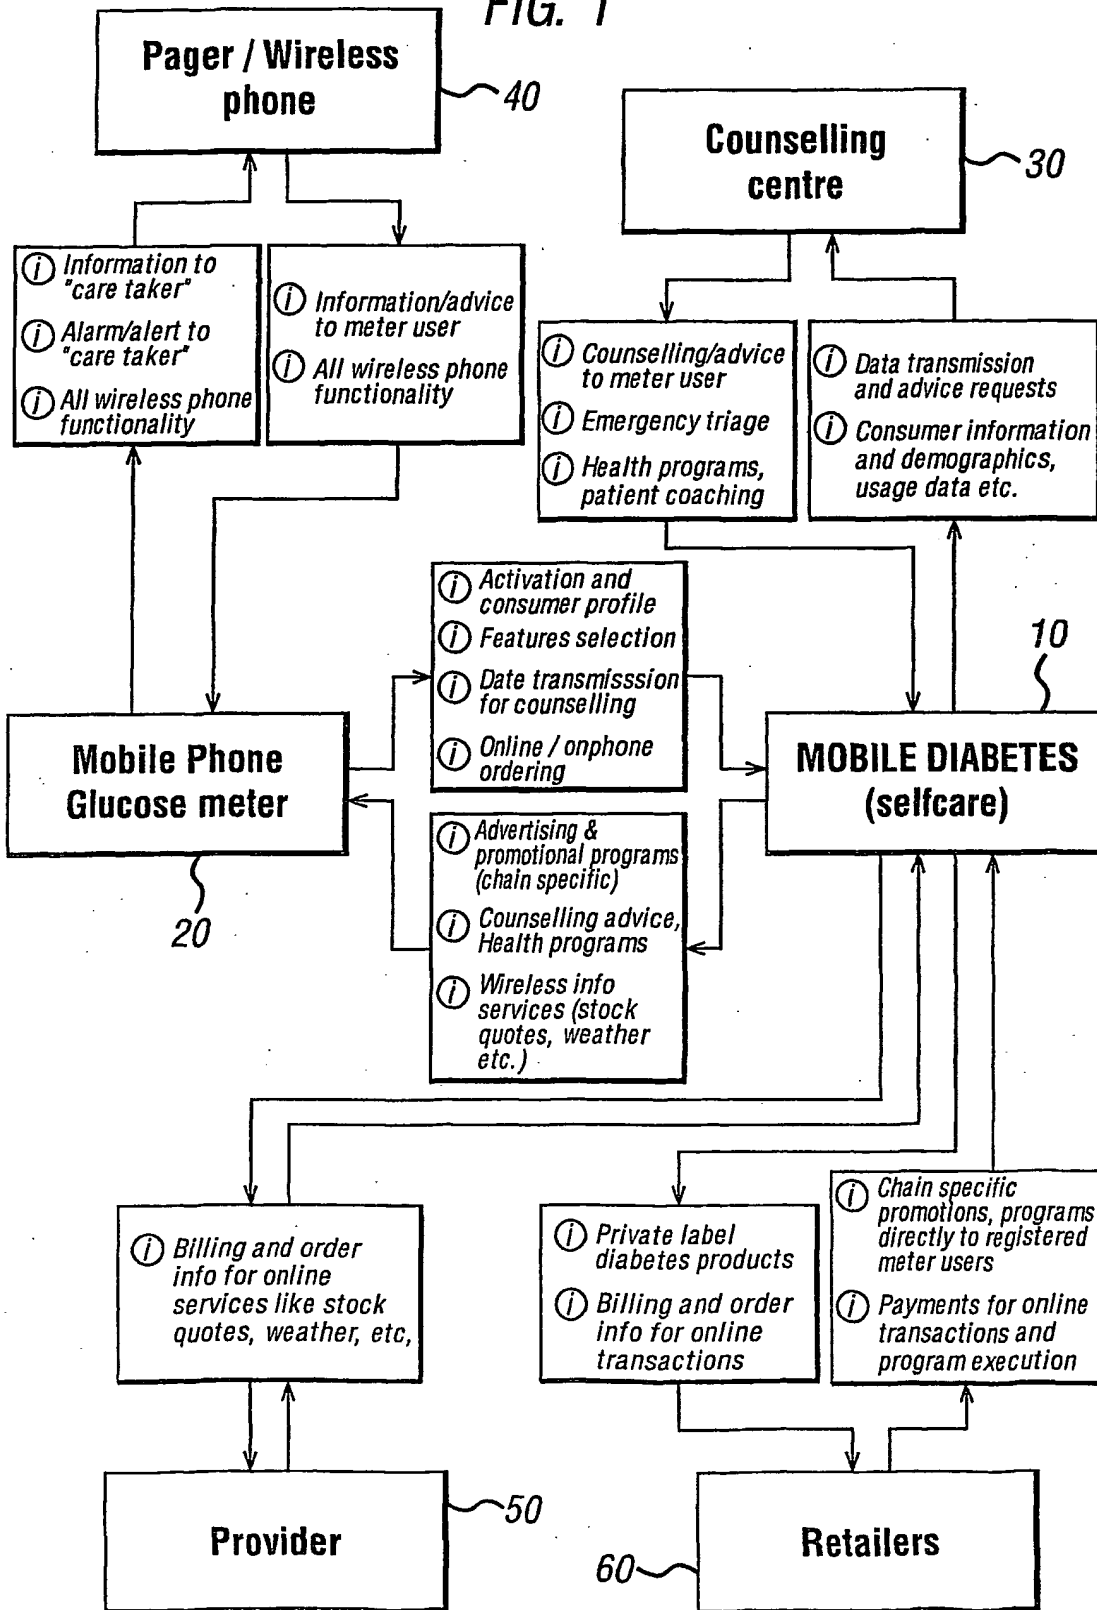 FIG. 1
Pager / Wireless
phone
40
Counselling
centre
30
ⓘ Information to
"care taker"
ⓘ Alarm/alert to
"care taker"
ⓘ All wireless phone
functionality
ⓘ Information/advice
to meter user
ⓘ All wireless phone
functionality
ⓘ Counselling/advice
to meter user
ⓘ Emergency triage
ⓘ Health programs,
patient coaching
ⓘ Data transmission
and advice requests
ⓘ Consumer information
and demographics,
usage data etc.
ⓘ Activation and
consumer profile
ⓘ Features selection
ⓘ Date transmisssion
for counselling
ⓘ Online / onphone
ordering
10
Mobile Phone
Glucose meter
20
MOBILE DIABETES
(selfcare)
ⓘ Advertising &
promotional programs
(chain specific)
ⓘ Counselling advice,
Health programs
ⓘ Wireless info
services (stock
quotes, weather
etc.)
ⓘ Billing and order
info for online
services like stock
quotes, weather, etc,
ⓘ Private label
diabetes products
ⓘ Billing and order
info for online
transactions
ⓘ Chain specific
promotions, programs
directly to registered
meter users
ⓘ Payments for online
transactions and
program execution
Provider
50
Retailers
60